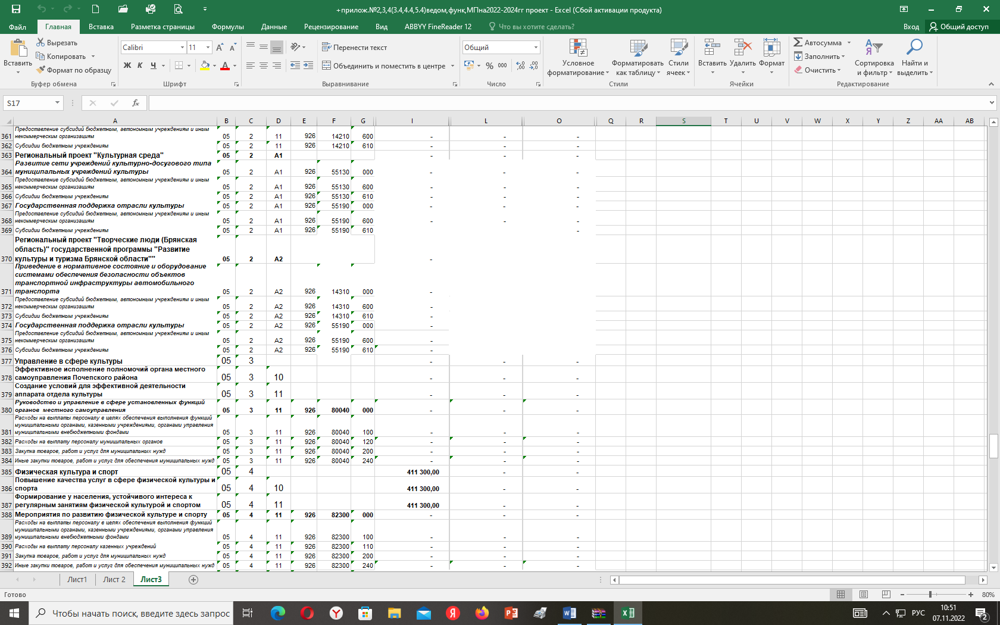 +прилож.№2,3,4(3.4,4.4,5.4)ведом,функ,МПна2022-2024гг проект - Excel (Сбой активации продукта)
Файл Главная Вставка Разметка страницы Формулы Данные Рецензирование Вид ABBYY FineReader 12 Что вы хотите сделать? Вход Общий доступ
Вставить
Вырезать
Копировать
Формат по образцу
Буфер обмена
Calibri 11
Ж К Ч
Шрифт
Перенести текст
Объединить и поместить в центре
Выравнивание
Общий
% 000
Число
Условное форматирование
Форматировать как таблицу
Стили ячеек
Стили
Вставить Удалить Формат
Ячейки
Автосумма
Заполнить
Очистить
Сортировка и фильтр
Найти и выделить
Редактирование
S17 fx
A B C D E F G I L O Q R S T U V W X Y Z AA AB
Предоставление субсидий бюджетным, автономным учреждениям и иным
361 некоммерческим организациям 05 2 11 926 14210 600 - - -
362 Субсидии бюджетным учреждениям 05 2 11 926 14210 610 - - -
363 Региональный проект "Культурная среда" 05 2 A1 - - -
Развитие сети учреждений культурно-досугового типа
364 муниципальных учреждений культуры 05 2 A1 926 55130 000 - - -
Предоставление субсидий бюджетным, автономным учреждениям и иным
365 некоммерческим организациям 05 2 A1 926 55130 600 - - -
366 Субсидии бюджетным учреждениям 05 2 A1 926 55130 610 - - -
367 Государственная поддержка отрасли культуры 05 2 A1 926 55190 000 - - -
Предоставление субсидий бюджетным, автономным учреждениям и иным
368 некоммерческим организациям 05 2 A1 926 55190 600 - - -
369 Субсидии бюджетным учреждениям 05 2 A1 926 55190 610 -
Региональный проект "Творческие люди (Брянская
область)" государственной программы "Развитие
370 культуры и туризма Брянской области"" 05 2 A2 -
Приведение в нормативное состояние и оборудование
системами обеспечения безопасности объектов
транспортной инфраструктуры автомобильного
371 транспорта 05 2 A2 926 14310 000 -
Предоставление субсидий бюджетным, автономным учреждениям и иным
372 некоммерческим организациям 05 2 A2 926 14310 600 -
373 Субсидии бюджетным учреждениям 05 2 A2 926 14310 610 -
374 Государственная поддержка отрасли культуры 05 2 A2 926 55190 000 -
Предоставление субсидий бюджетным, автономным учреждениям и иным
375 некоммерческим организациям 05 2 A2 926 55190 600 -
376 Субсидии бюджетным учреждениям 05 2 A2 926 55190 610 -
377 Управление в сфере культуры 05 3 - - -
Эффективное исполнение полномочий органа местного
378 самоуправления Почепского района 05 3 10 - - -
Создание условий для эффективной деятельности
379 аппарата отдела культуры 05 3 11 - - -
Руководство и управление в сфере установленных функций
380 органов местного самоуправления 05 3 11 926 80040 000 - - -
Расходы на выплаты персоналу в целях обеспечения выполнения функций
муниципальными органами, казенными учреждениями, органами управления
381 муниципальными внебюджетными фондами 05 3 11 926 80040 100 - - -
382 Расходы на выплату персоналу муниципальных органов 05 3 11 926 80040 120 - - -
383 Закупка товаров, работ и услуг для муниципальных нужд 05 3 11 926 80040 200 - - -
384 Иные закупки товаров, работ и услуг для обеспечения муниципальных нужд 05 3 11 926 80040 240 - - -
385 Физическая культура и спорт 05 4 411 300,00 - -
Повышение качества услуг в сфере физической культуры и
386 спорта 05 4 10 411 300,00 - -
Формирование у населения, устойчивого интереса к
387 регулярным занятиям физической культурой и спортом 05 4 11 411 300,00 - -
388 Мероприятия по развитию физической культуре и спорту 05 4 11 926 82300 000 - - -
Расходы на выплаты персоналу в целях обеспечения выполнения функций
муниципальными органами, казенными учреждениями, органами управления
389 муниципальными внебюджетными фондами 05 4 11 926 82300 100 - - -
390 Расходы на выплату персоналу казенных учреждений 05 4 11 926 82300 110 - - -
391 Закупка товаров, работ и услуг для муниципальных нужд 05 4 11 926 82300 200 - - -
392 Иные закупки товаров, работ и услуг для обеспечения муниципальных нужд 05 4 11 926 82300 240 - - -
Лист1 Лист 2 Лист3
Готово 80%
Чтобы начать поиск, введите здесь запрос
РУС
10:51
07.11.2022
2